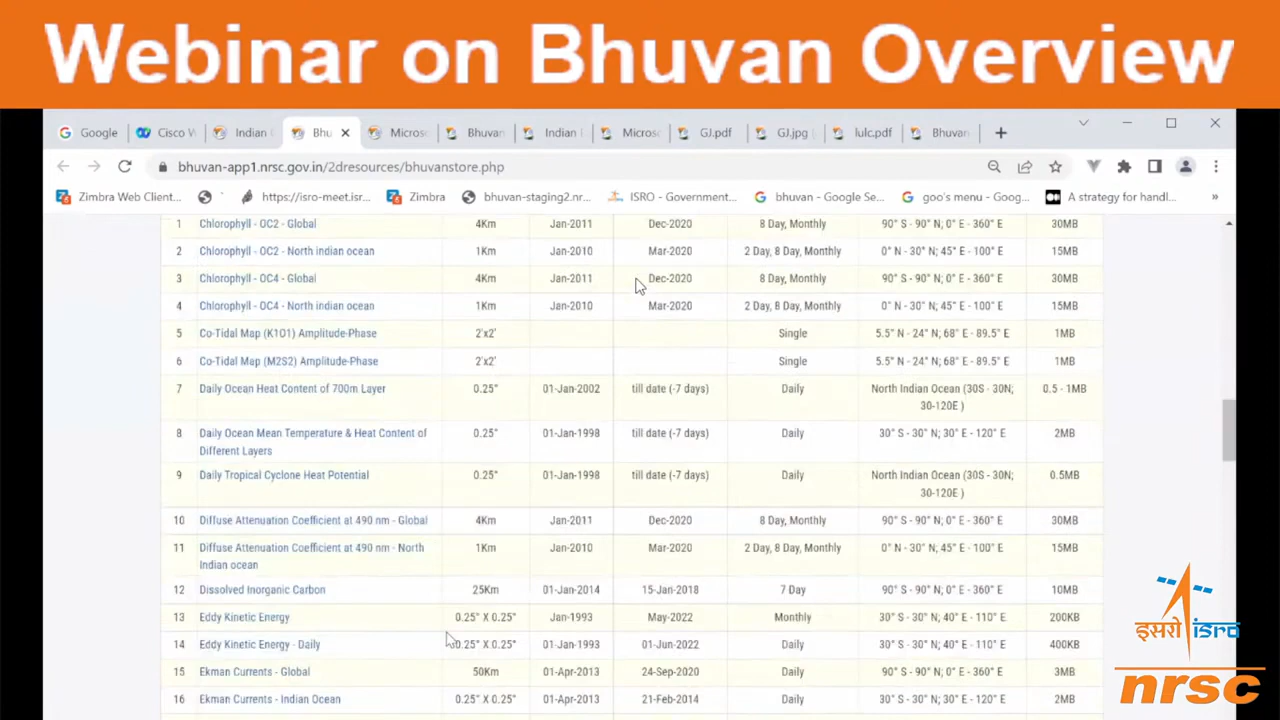 Webinar on Bhuvan Overview
Google Cisco W Indian G Bhu Microso Bhuvan Indian Microso GJ.pdf GJ.jpg lulc.pdf Bhuvan
bhuvan-app1.nrsc.gov.in/2dresources/bhuvanstore.php
Zimbra Web Client... https://isro-meet.isr... Zimbra bhuvan-staging2.nr... ISRO - Government... bhuvan - Google Se... goo's menu - Goog... A strategy for handl... »
1 Chlorophyll - OC2 - Global 4Km Jan-2011 Dec-2020 8 Day, Monthly 90° S - 90° N; 0° E - 360° E 30MB
2 Chlorophyll - OC2 - North indian ocean 1Km Jan-2010 Mar-2020 2 Day, 8 Day, Monthly 0° N - 30° N; 45° E - 100° E 15MB
3 Chlorophyll - OC4 - Global 4Km Jan-2011 Dec-2020 8 Day, Monthly 90° S - 90° N; 0° E - 360° E 30MB
4 Chlorophyll - OC4 - North indian ocean 1Km Jan-2010 Mar-2020 2 Day, 8 Day, Monthly 0° N - 30° N; 45° E - 100° E 15MB
5 Co-Tidal Map (K1O1) Amplitude-Phase 2'x2' Single 5.5° N - 24° N; 68° E - 89.5° E 1MB
6 Co-Tidal Map (M2S2) Amplitude-Phase 2'x2' Single 5.5° N - 24° N; 68° E - 89.5° E 1MB
7 Daily Ocean Heat Content of 700m Layer 0.25° 01-Jan-2002 till date (-7 days) Daily North Indian Ocean (30S - 30N; 0.5 - 1MB
30-120E )
8 Daily Ocean Mean Temperature & Heat Content of 0.25° 01-Jan-1998 till date (-7 days) Daily 30° S - 30° N; 30° E - 120° E 2MB
Different Layers
9 Daily Tropical Cyclone Heat Potential 0.25° 01-Jan-1998 till date (-7 days) Daily North Indian Ocean (30S - 30N; 0.5MB
30-120E )
10 Diffuse Attenuation Coefficient at 490 nm - Global 4Km Jan-2011 Dec-2020 8 Day, Monthly 90° S - 90° N; 0° E - 360° E 30MB
11 Diffuse Attenuation Coefficient at 490 nm - North 1Km Jan-2010 Mar-2020 2 Day, 8 Day, Monthly 0° N - 30° N; 45° E - 100° E 15MB
Indian ocean
12 Dissolved Inorganic Carbon 25Km 01-Jan-2014 15-Jan-2018 7 Day 90° S - 90° N; 0° E - 360° E 10MB
13 Eddy Kinetic Energy 0.25° X 0.25° Jan-1993 May-2022 Monthly 30° S - 30° N; 40° E - 110° E 200KB
14 Eddy Kinetic Energy - Daily 0.25° X 0.25° 01-Jan-1993 01-Jun-2022 Daily 30° S - 30° N; 40° E - 110° E 400KB
15 Ekman Currents - Global 50Km 01-Apr-2013 24-Sep-2020 Daily 90° S - 90° N; 0° E - 360° E 3MB
16 Ekman Currents - Indian Ocean 0.25° X 0.25° 01-Apr-2013 21-Feb-2014 Daily 30° S - 30° N; 30° E - 120° E 2MB
इसरो isro
nrsc